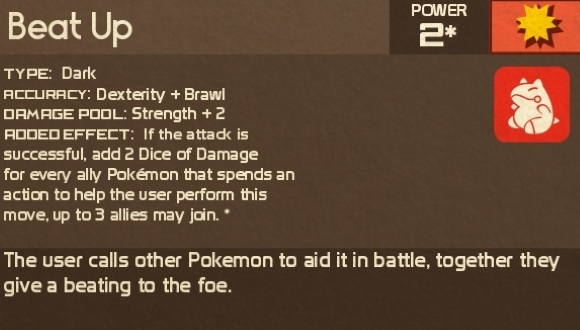 Beat Up
POWER
2*
TYPE: Dark
ACCURACY: Dexterity + Brawl
DAMAGE POOL: Strength + 2
ADDED EFFECT: If the attack is
successful, add 2 Dice of Damage
for every ally Pokémon that spends an
action to help the user perform this
move, up to 3 allies may join. *
The user calls other Pokemon to aid it in battle, together they
give a beating to the foe.